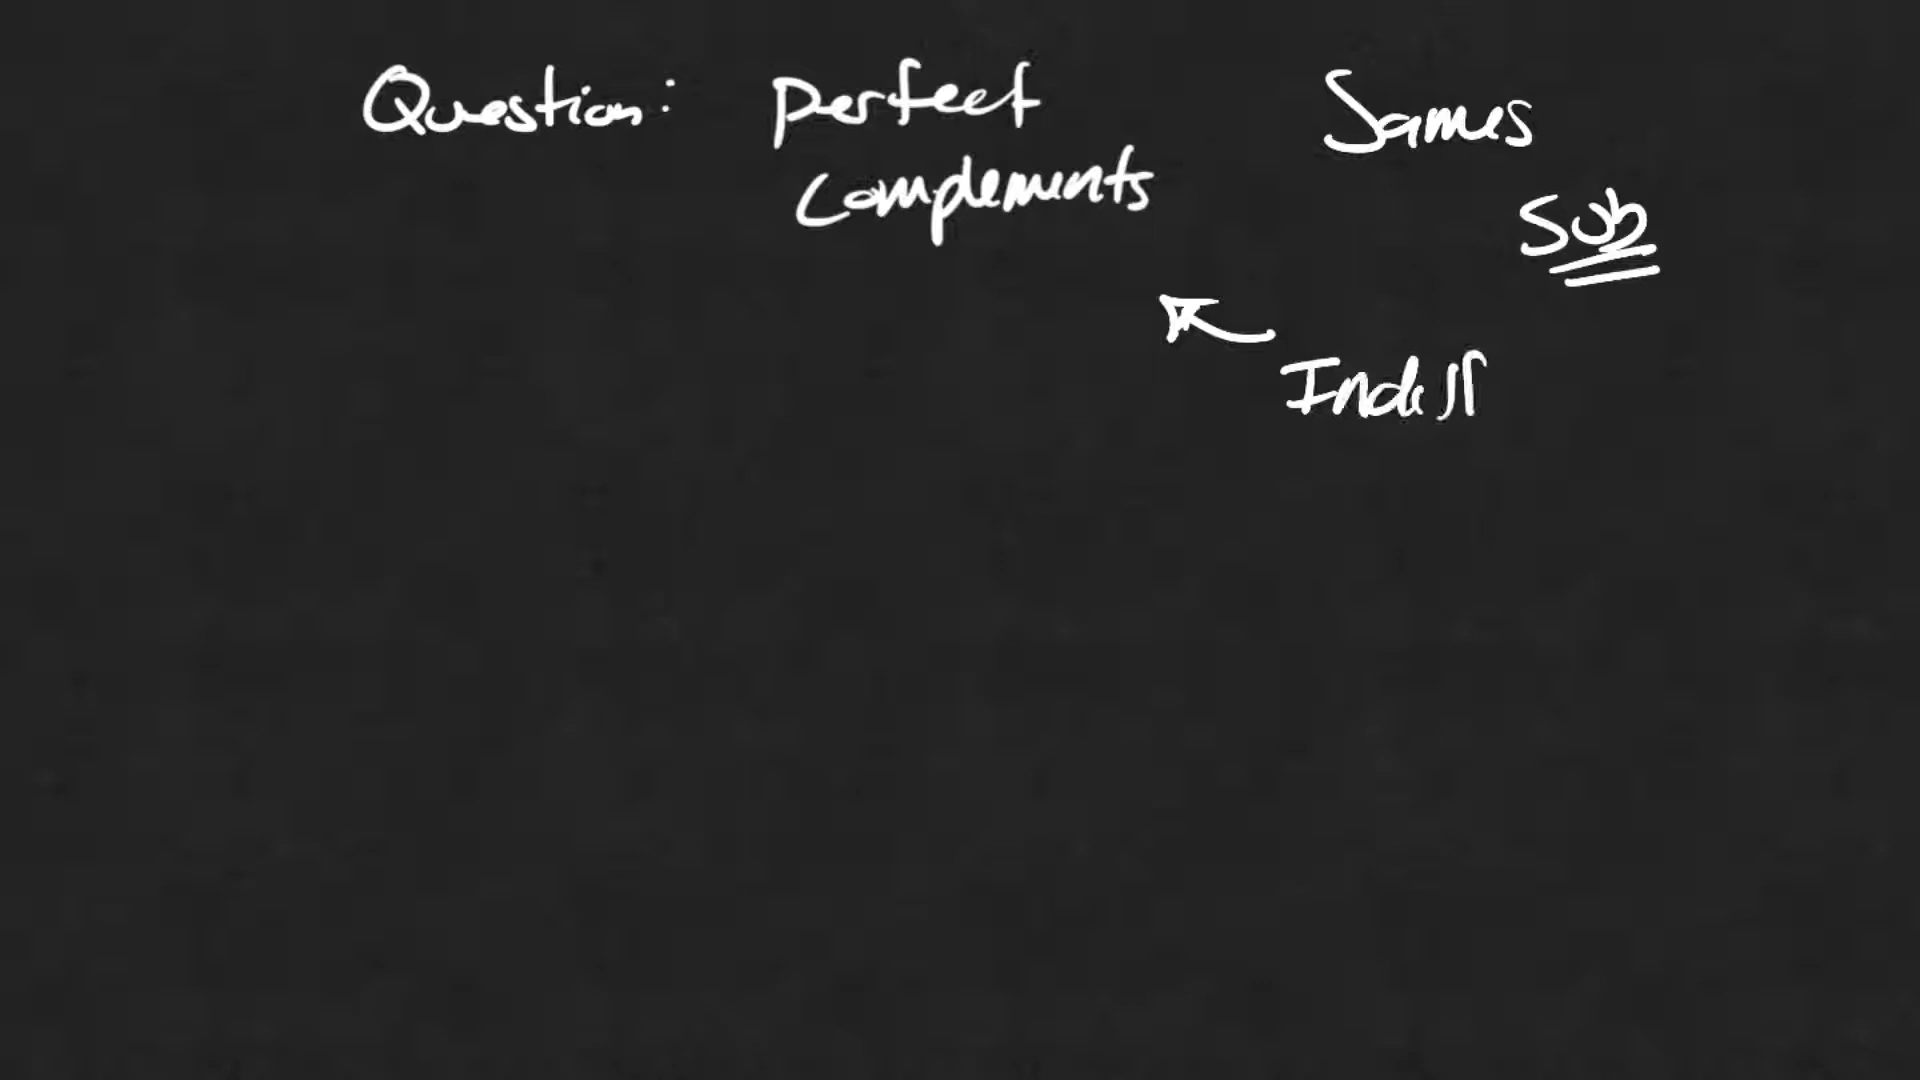 Question: perfect
complements
James
Sub
Indiff